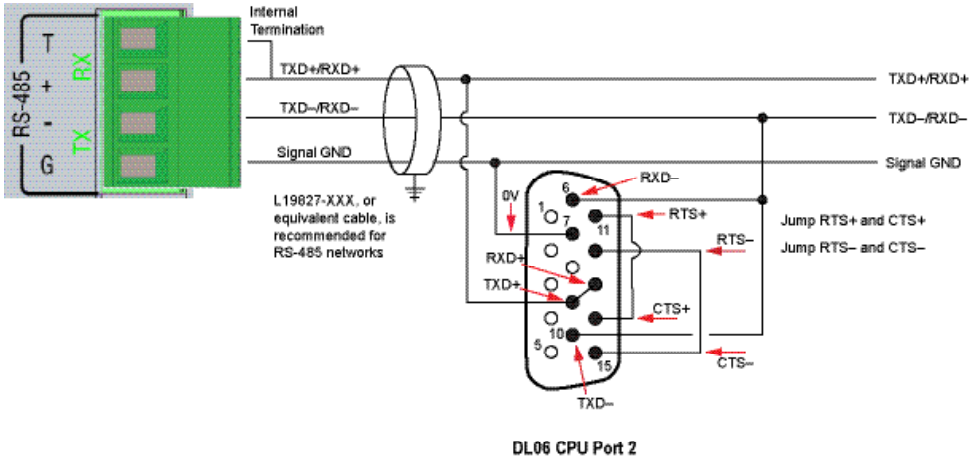 Internal
Termination
T
RX
+
RS-485
-
TX
G
TXD+/RXD+
TXD–/RXD–
Signal GND
TXD+/RXD+
TXD–/RXD–
Signal GND
L19827-XXX, or
equivalent cable, is
recommended for
RS-485 networks
0V
6
RXD–
1
11
RTS+
7
RTS–
RXD+
TXD+
CTS+
10
5
15
CTS–
TXD–
Jump RTS+ and CTS+
Jump RTS– and CTS–
DL06 CPU Port 2